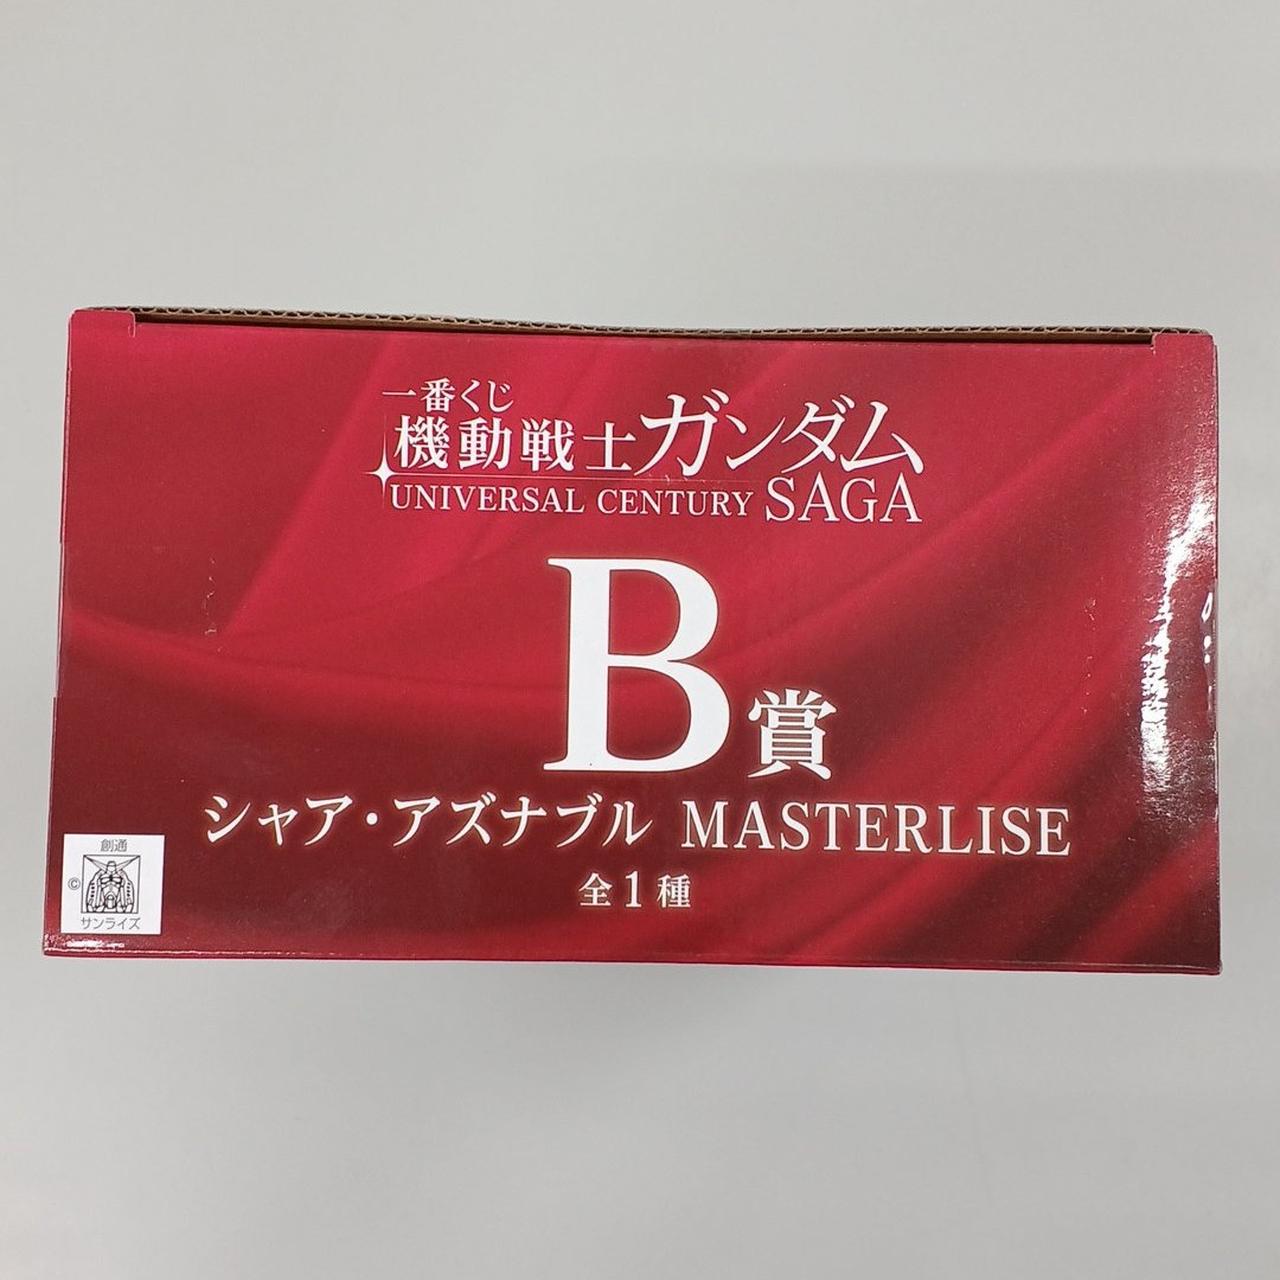 一番くじ
機動戦士ガンダム
UNIVERSAL CENTURY SAGA
B賞
シャア・アズナブル MASTERLISE
全1種
創通
©
サンライズ